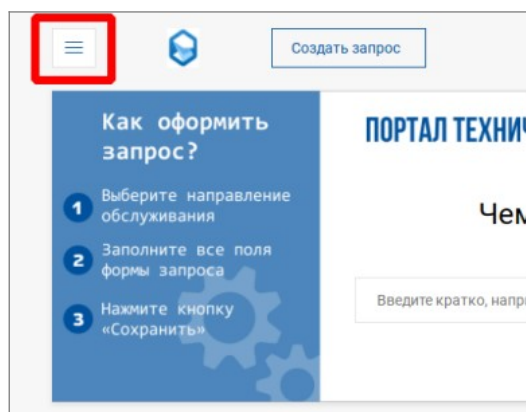 Создать запрос
Как оформить
запрос?
1 Выберите направление
обслуживания
2 Заполните все поля
формы запроса
3 Нажмите кнопку
«Сохранить»
ПОРТАЛ
Введите кратко,